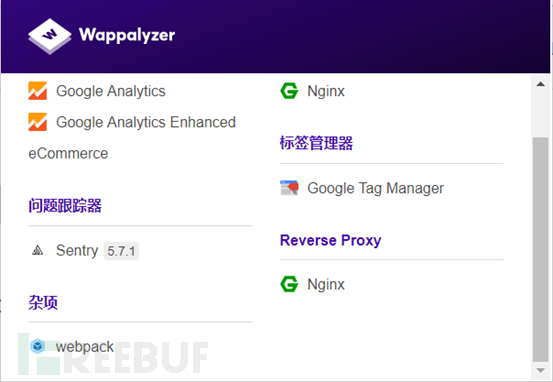 Wappalyzer
Google Analytics
Google Analytics Enhanced
eCommerce
问题跟踪器
Sentry 5.7.1
杂项
webpack
Nginx
标签管理器
Google Tag Manager
Reverse Proxy
Nginx
FREEBUF